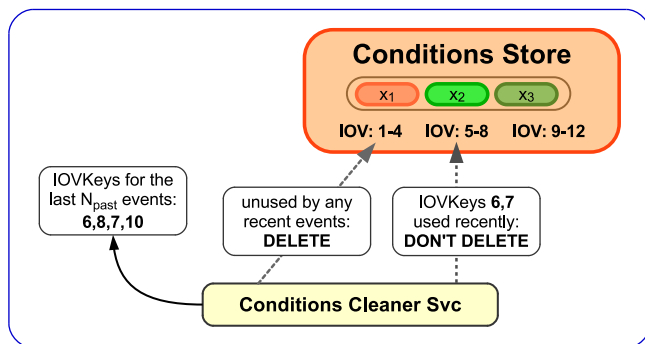 Conditions Store
x1 x2 x3
IOV: 1-4 IOV: 5-8 IOV: 9-12
IOVKeys for the
last Npast events:
6,8,7,10
unused by any
recent events:
DELETE
IOVKeys 6,7
used recently:
DON'T DELETE
Conditions Cleaner Svc